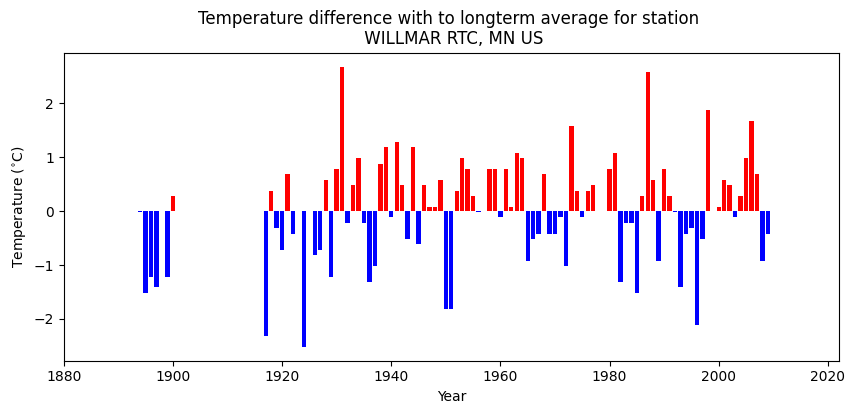 Temperature difference with to longterm average for station
WILLMAR RTC, MN US
Temperature (°C)
2
1
0
−1
−2
1880 1900 1920 1940 1960 1980 2000 2020
Year